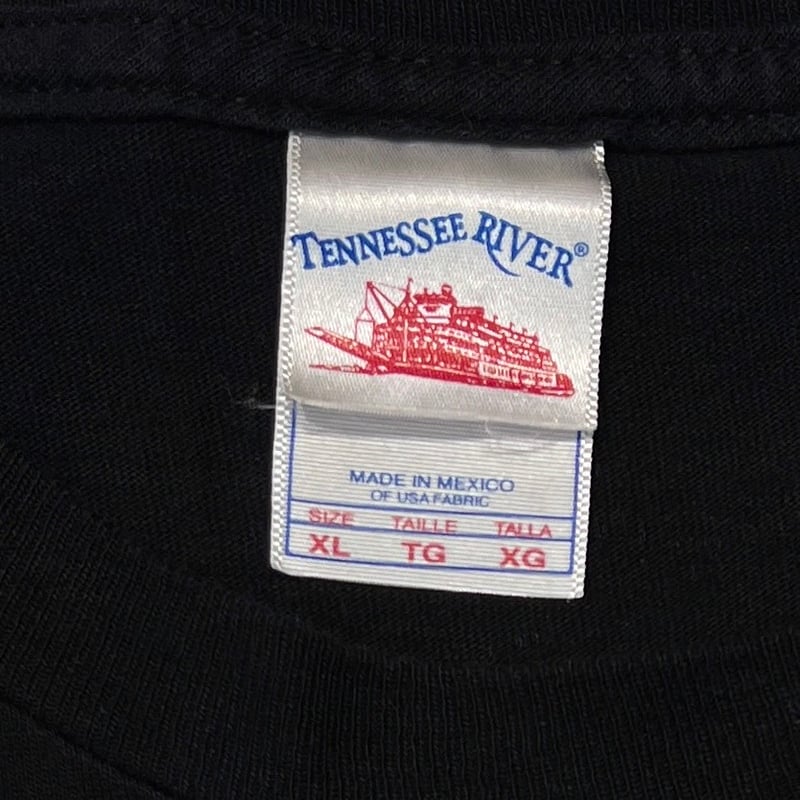 TENNESSEE RIVER®
MADE IN MEXICO
OF USA FABRIC
SIZE TAILLE TALLA
XL TG XG